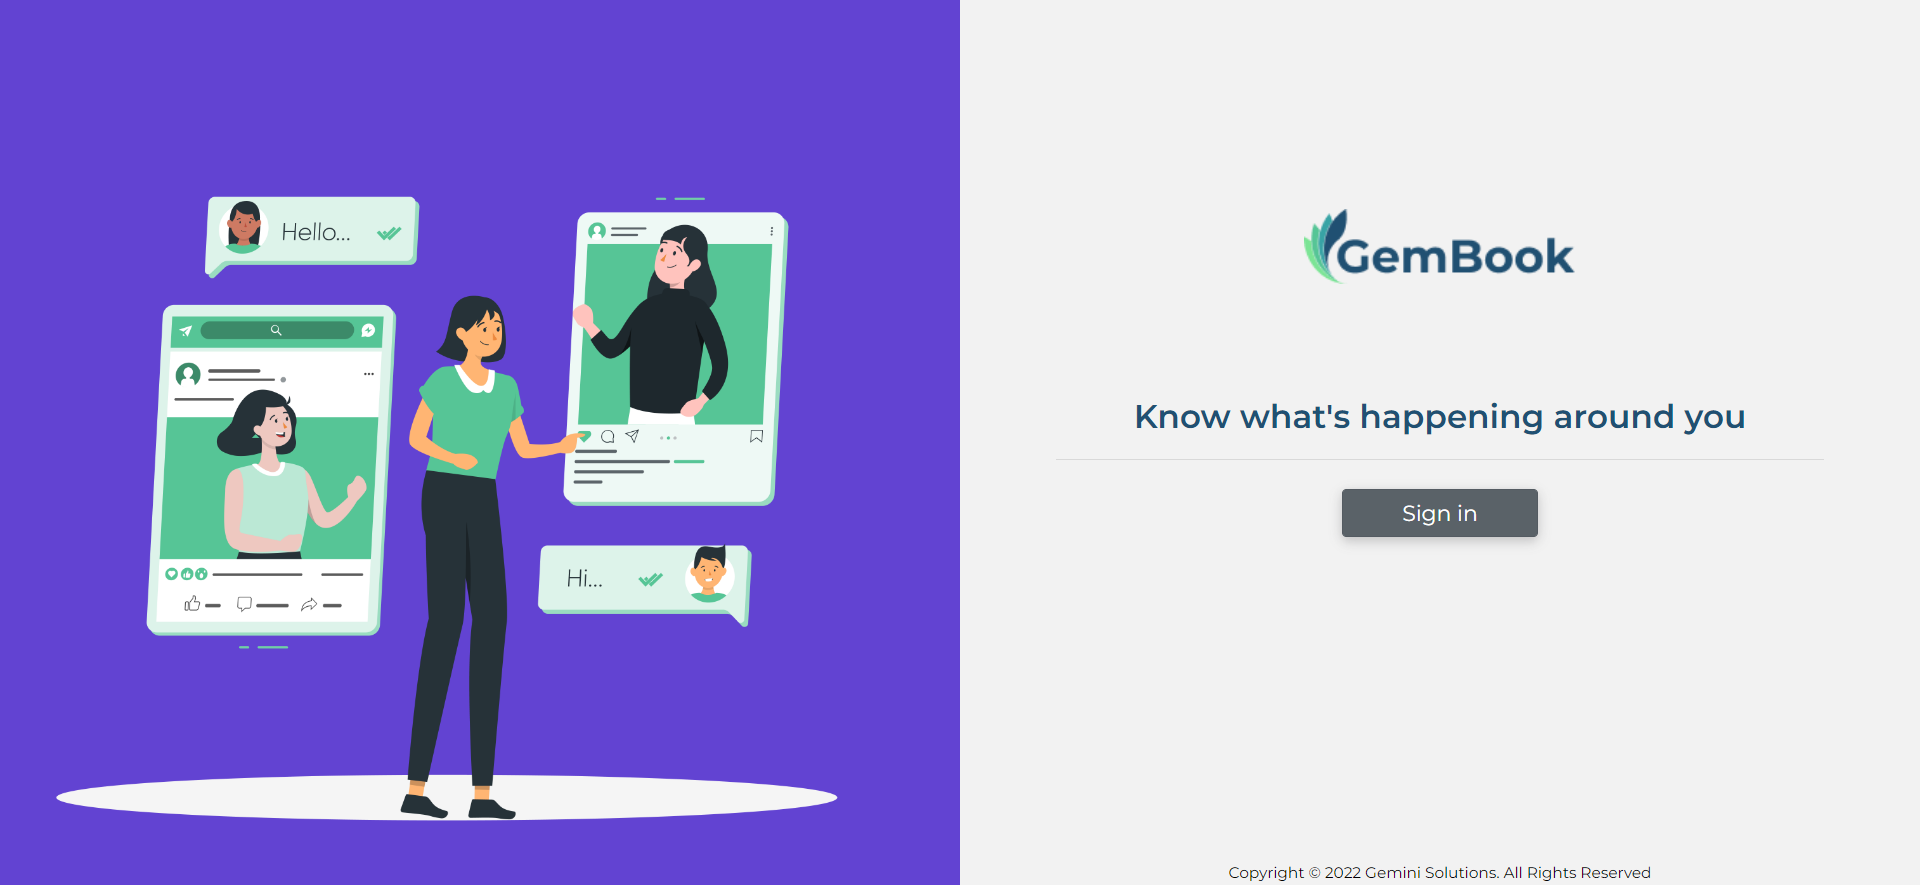 Hello...
Hi...
GemBook
Know what's happening around you
Sign in
Copyright © 2022 Gemini Solutions. All Rights Reserved